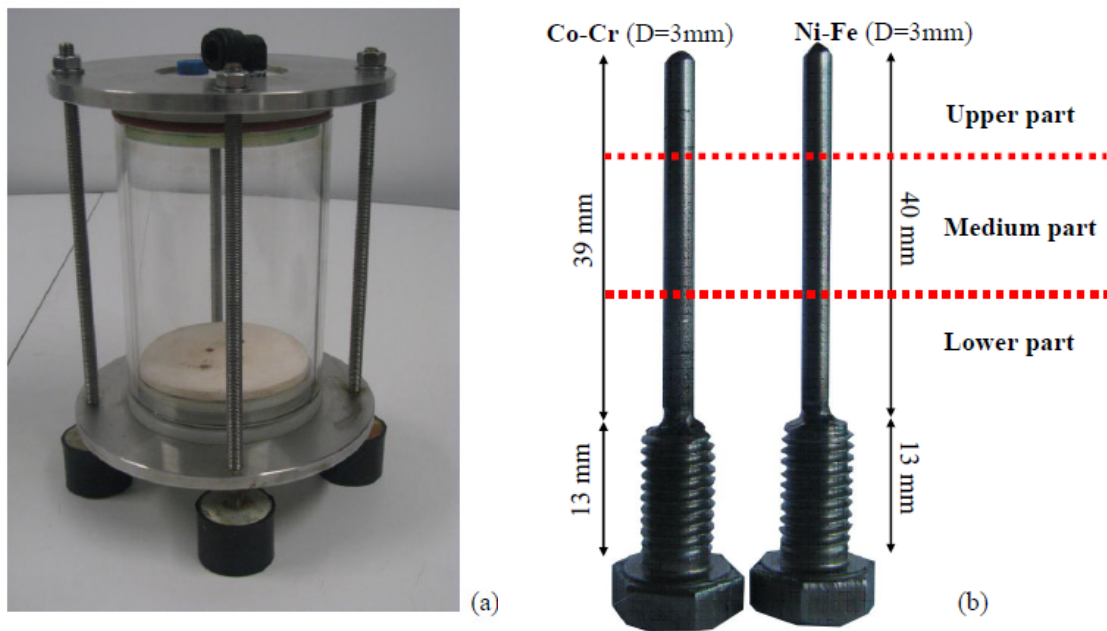 Co-Cr (D=3mm)
Ni-Fe (D=3mm)
Upper part
39 mm
40 mm
Medium part
Lower part
13 mm
13 mm
(a)
(b)